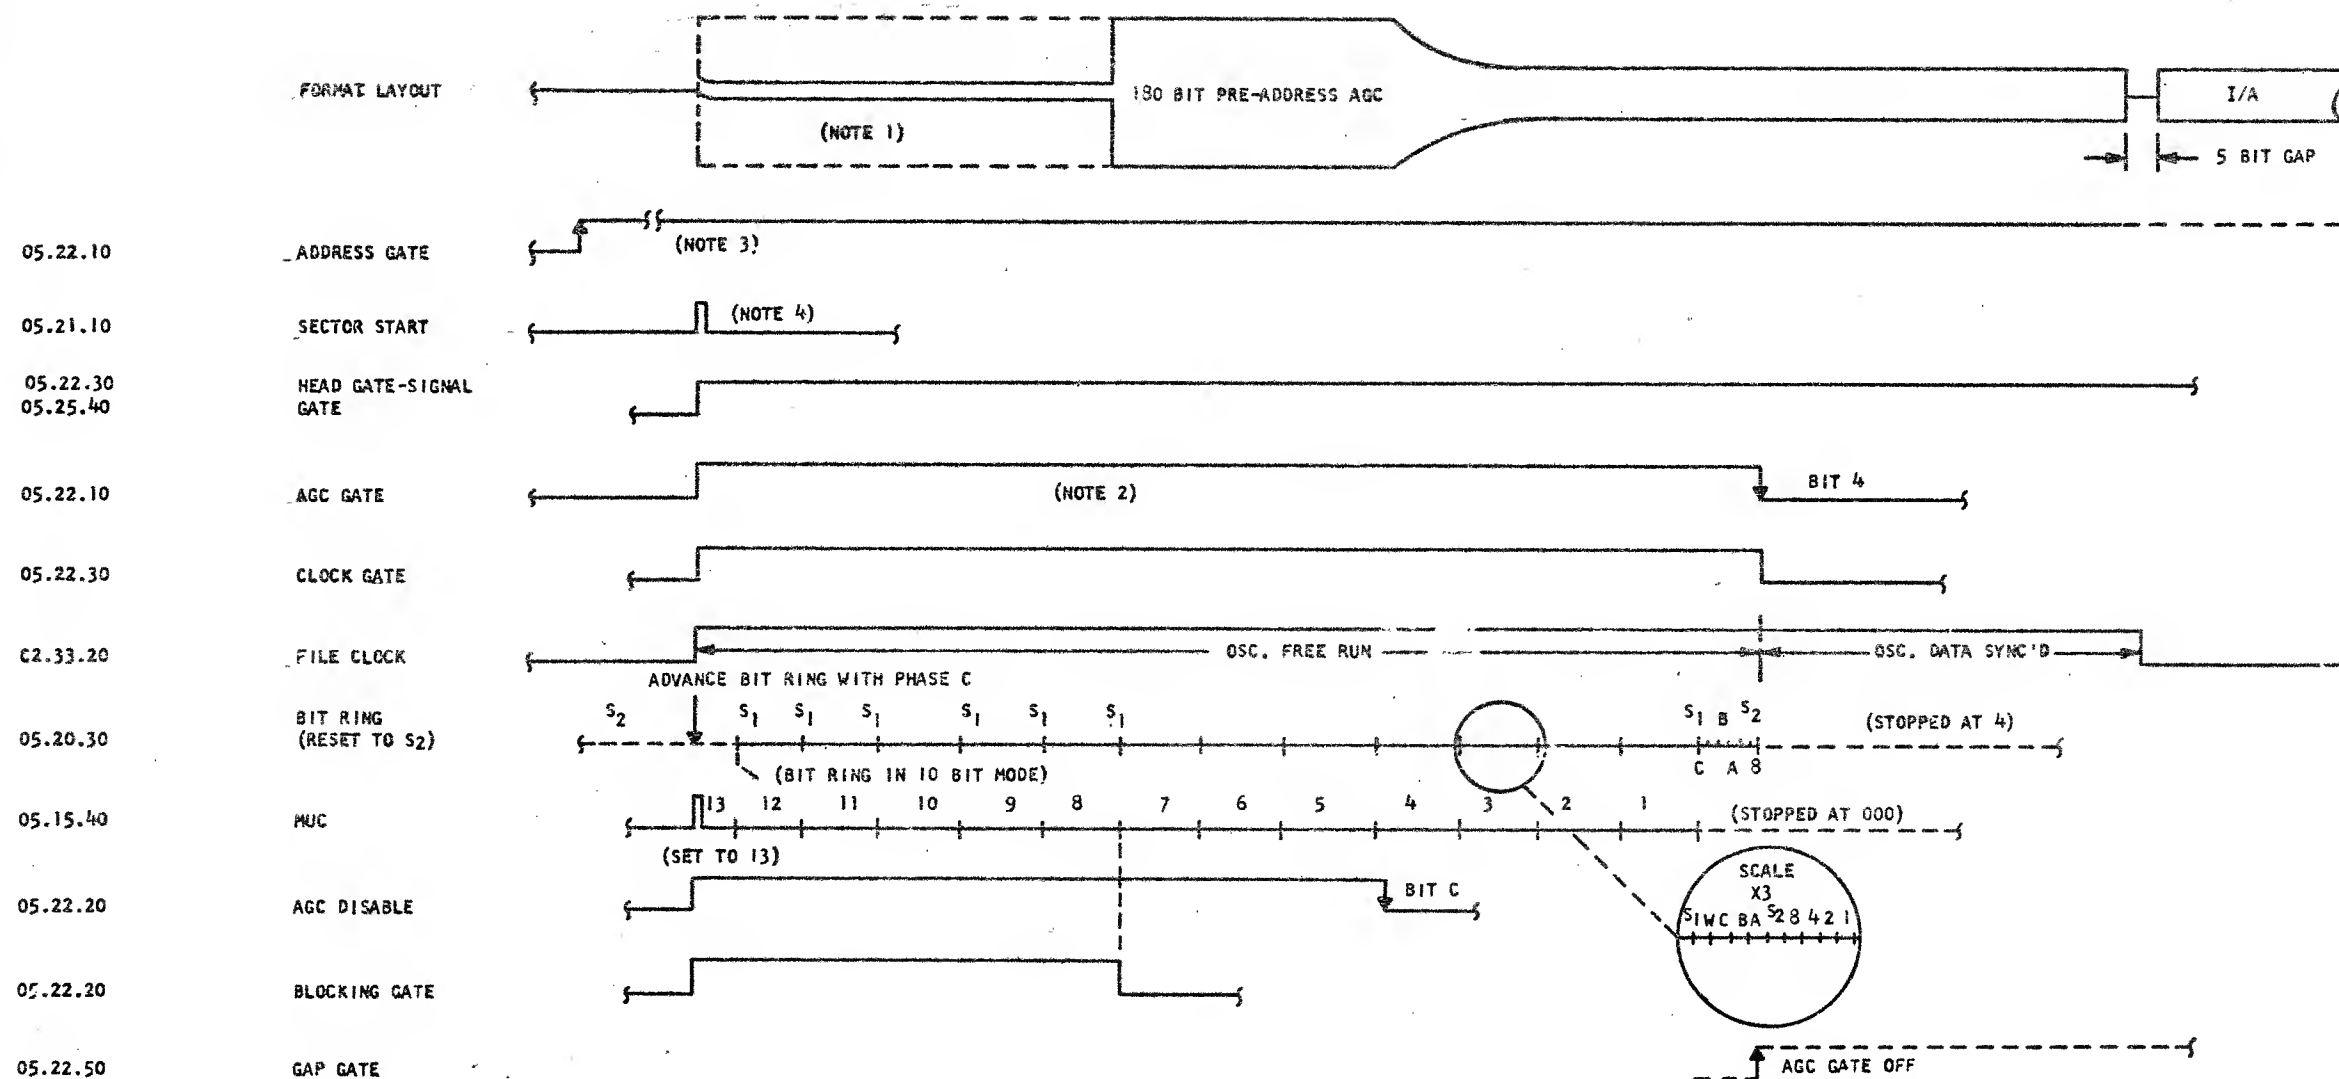 FORMAT LAYOUT
180 BIT PRE-ADDRESS AGC
I/A
(NOTE 1)
5 BIT GAP
05.22.10 ADDRESS GATE (NOTE 3)
05.21.10 SECTOR START (NOTE 4)
05.22.30 HEAD GATE-SIGNAL
05.25.40 GATE
05.22.10 AGC GATE (NOTE 2) BIT 4
05.22.30 CLOCK GATE
C2.33.20 FILE CLOCK OSC. FREE RUN OSC. DATA SYNC'D
ADVANCE BIT RING WITH PHASE C
BIT RING S2 S1 S1 S1 S1 S1 S1 S1 B S2 (STOPPED AT 4)
05.20.30 (RESET TO S2)
(BIT RING IN 10 BIT MODE) C A 8
05.15.40 MUC 13 12 11 10 9 8 7 6 5 4 3 2 1 (STOPPED AT 000)
(SET TO 13)
SCALE
X3
05.22.20 AGC DISABLE BIT C
S1 W C B A S2 8 4 2 1
05.22.20 BLOCKING GATE
05.22.50 GAP GATE AGC GATE OFF